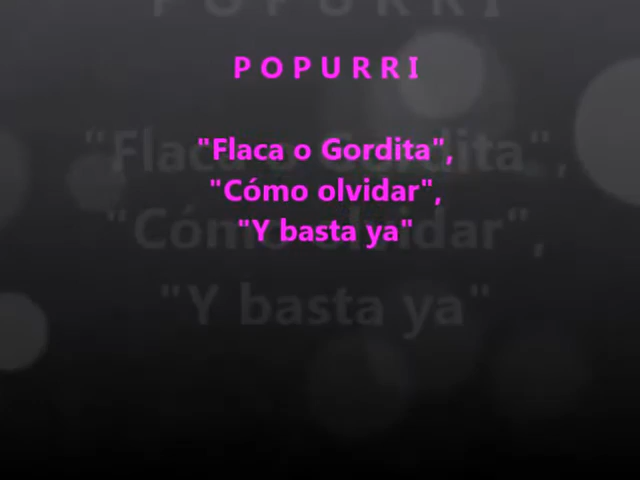 P O P U R R I
"Flaca o Gordita",
"Cómo olvidar",
"Y basta ya"